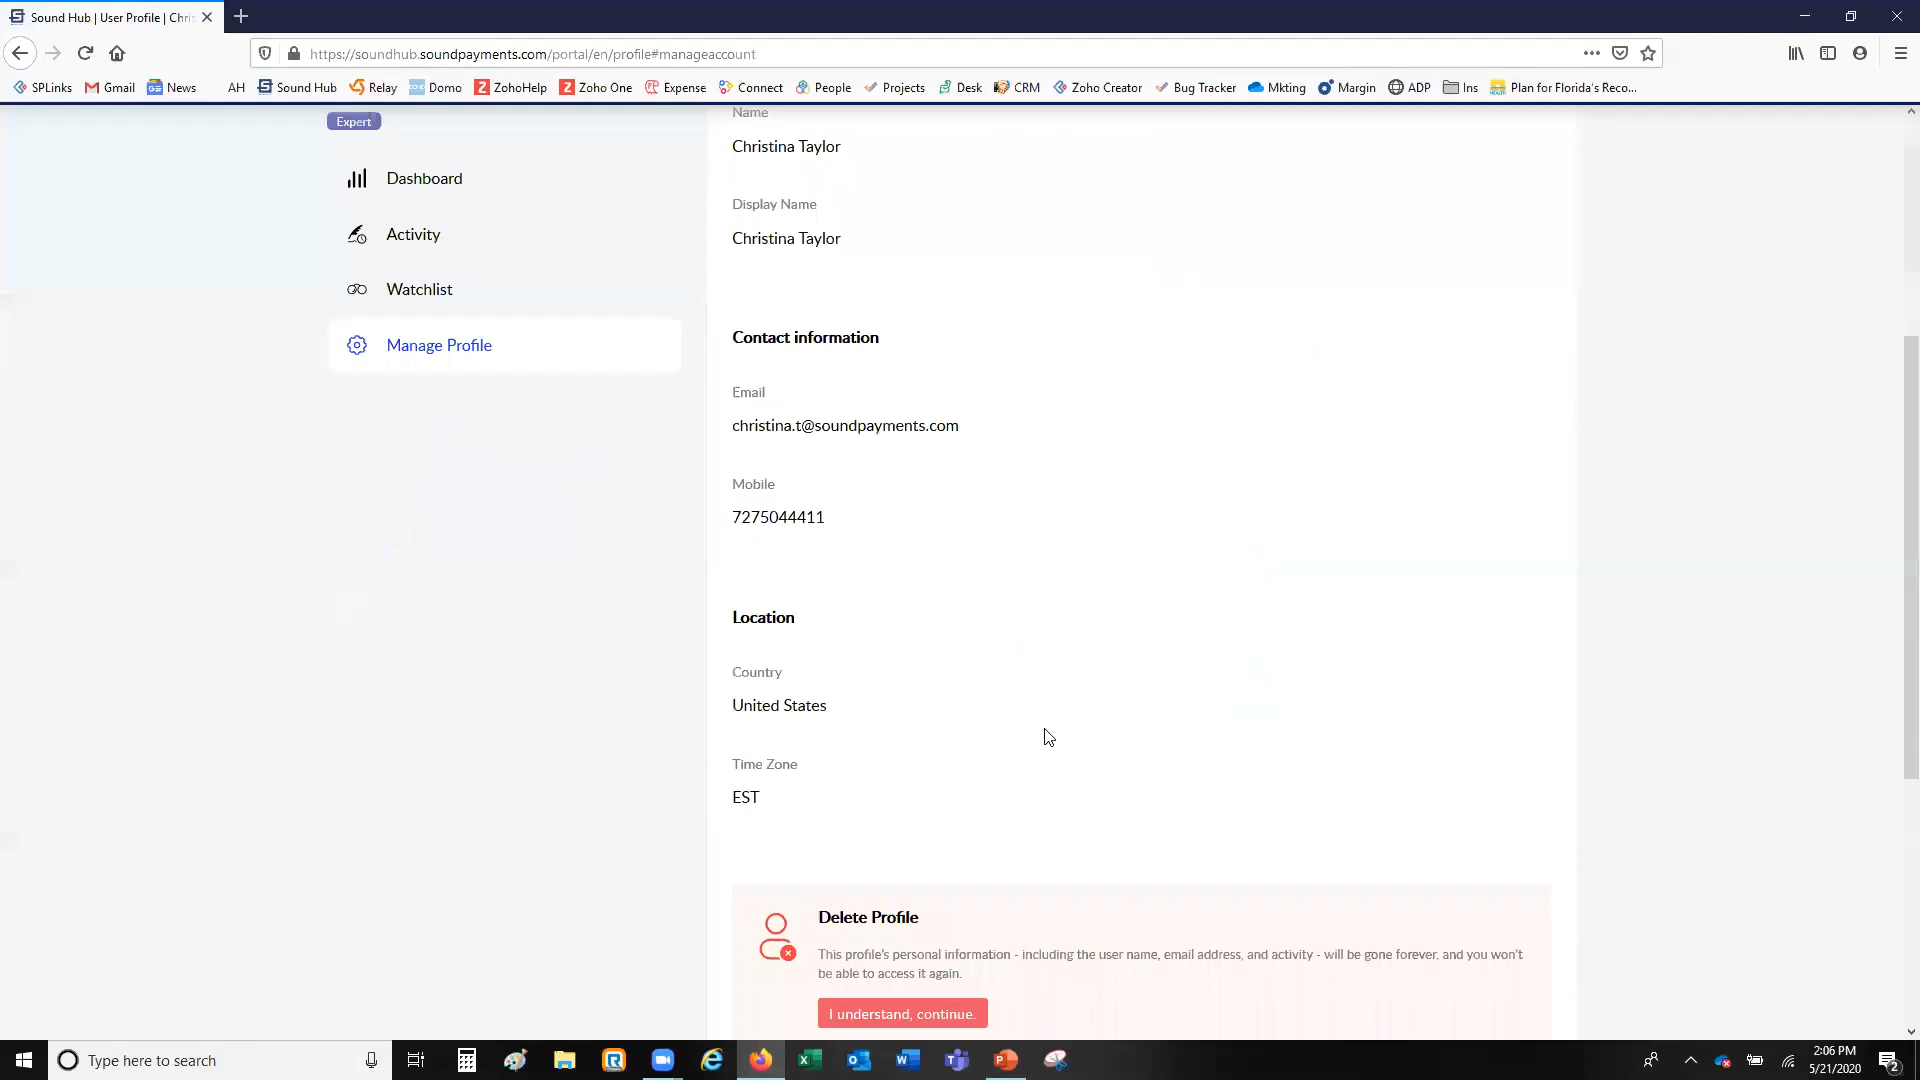 Sound Hub | User Profile | Chris
https://soundhub.soundpayments.com/portal/en/profile#manageaccount
SPLinks Gmail News AH Sound Hub Relay Domo ZohoHelp Zoho One Expense Connect People Projects Desk CRM Zoho Creator Bug Tracker Mkting Margin ADP Ins Plan for Florida's Reco...
Expert
Dashboard
Activity
Watchlist
Manage Profile
Name
Christina Taylor
Display Name
Christina Taylor
Contact information
Email
christina.t@soundpayments.com
Mobile
7275044411
Location
Country
United States
Time Zone
EST
Delete Profile
This profile's personal information - including the user name, email address, and activity - will be gone forever, and you won't
be able to access it again.
I understand, continue.
Type here to search
2:06 PM
5/21/2020
2